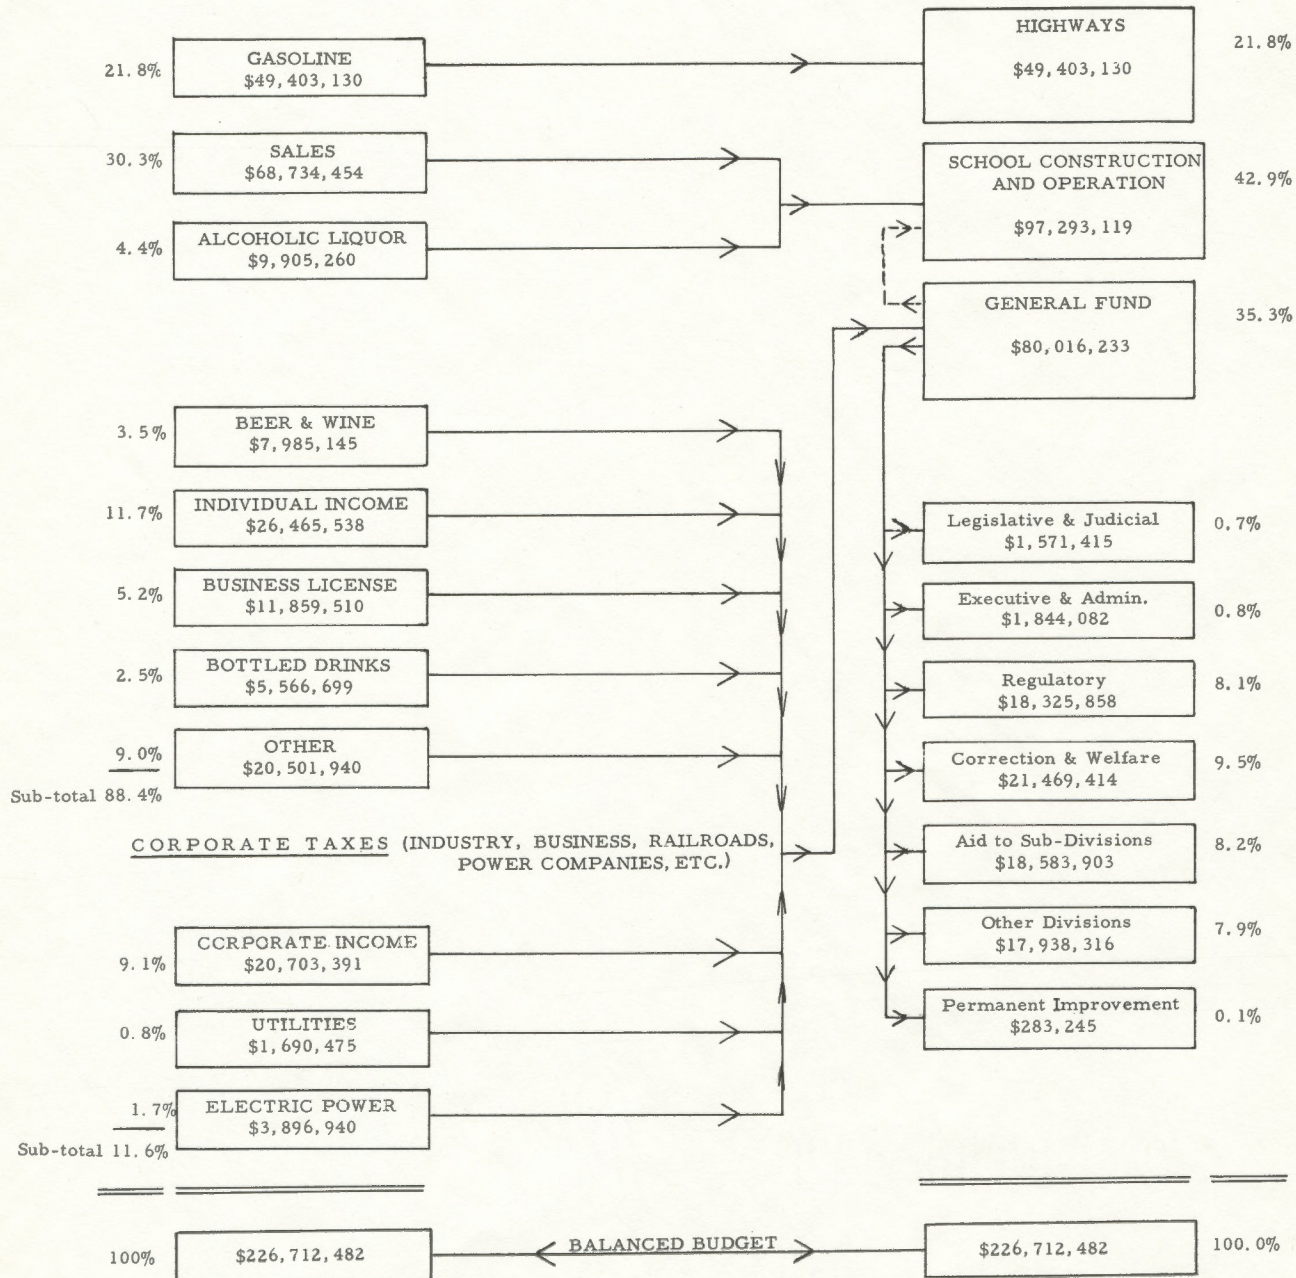 21.8%
GASOLINE
$49,403,130
30.3%
SALES
$68,734,454
4.4%
ALCOHOLIC LIQUOR
$9,905,260
3.5%
BEER & WINE
$7,985,145
11.7%
INDIVIDUAL INCOME
$26,465,538
5.2%
BUSINESS LICENSE
$11,859,510
2.5%
BOTTLED DRINKS
$5,566,699
9.0%
OTHER
$20,501,940
Sub-total 88.4%
CORPORATE TAXES (INDUSTRY, BUSINESS, RAILROADS,
POWER COMPANIES, ETC.)
9.1%
CORPORATE INCOME
$20,703,391
0.8%
UTILITIES
$1,690,475
1.7%
ELECTRIC POWER
$3,896,940
Sub-total 11.6%
100%
$226,712,482
BALANCED BUDGET
HIGHWAYS
$49,403,130
21.8%
SCHOOL CONSTRUCTION
AND OPERATION
$97,293,119
42.9%
GENERAL FUND
$80,016,233
35.3%
Legislative & Judicial
$1,571,415
0.7%
Executive & Admin.
$1,844,082
0.8%
Regulatory
$18,325,858
8.1%
Correction & Welfare
$21,469,414
9.5%
Aid to Sub-Divisions
$18,583,903
8.2%
Other Divisions
$17,938,316
7.9%
Permanent Improvement
$283,245
0.1%
$226,712,482
100.0%